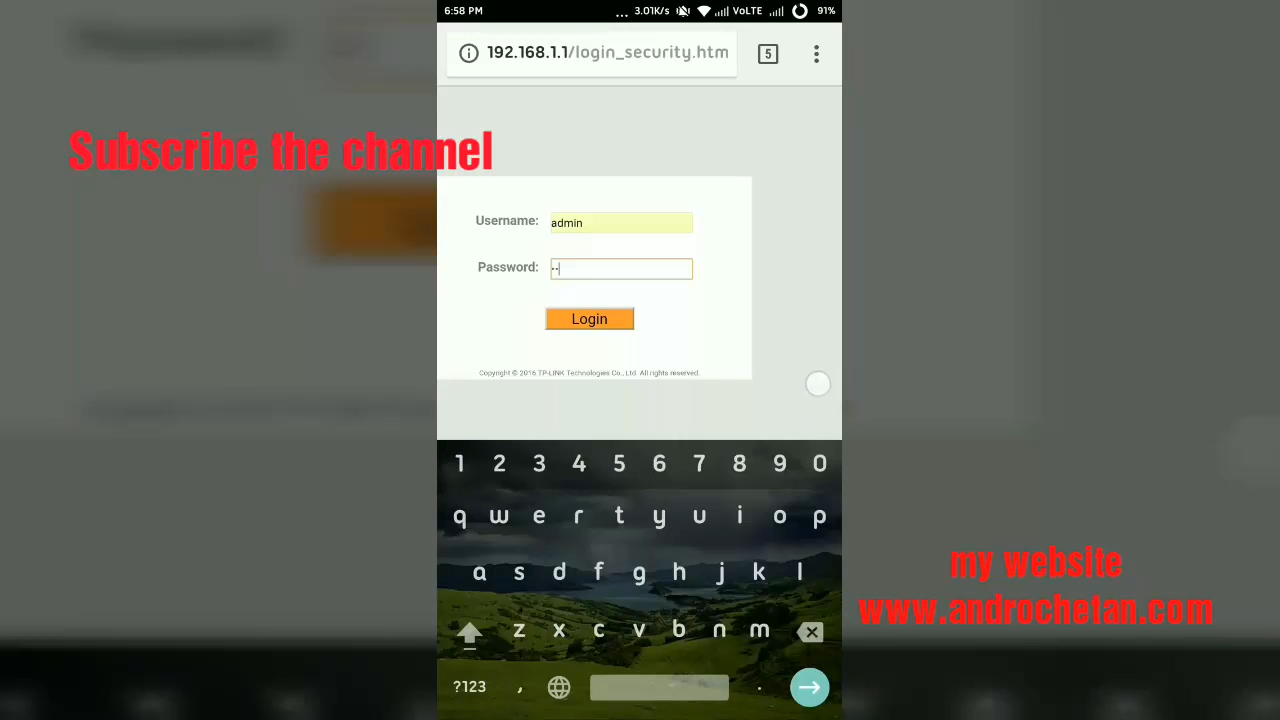 6:58 PM ... 3.01K/s VoLTE 91%
192.168.1.1/login_security.htm 5
Subscribe the channel
Username: admin
Password: ••
Login
Copyright © 2016 TP-LINK Technologies Co., Ltd. All rights reserved.
1 2 3 4 5 6 7 8 9 0
q w e r t y u i o p
a s d f g h j k l
my website
www.androchetan.com
z x c v b n m
?123 , .